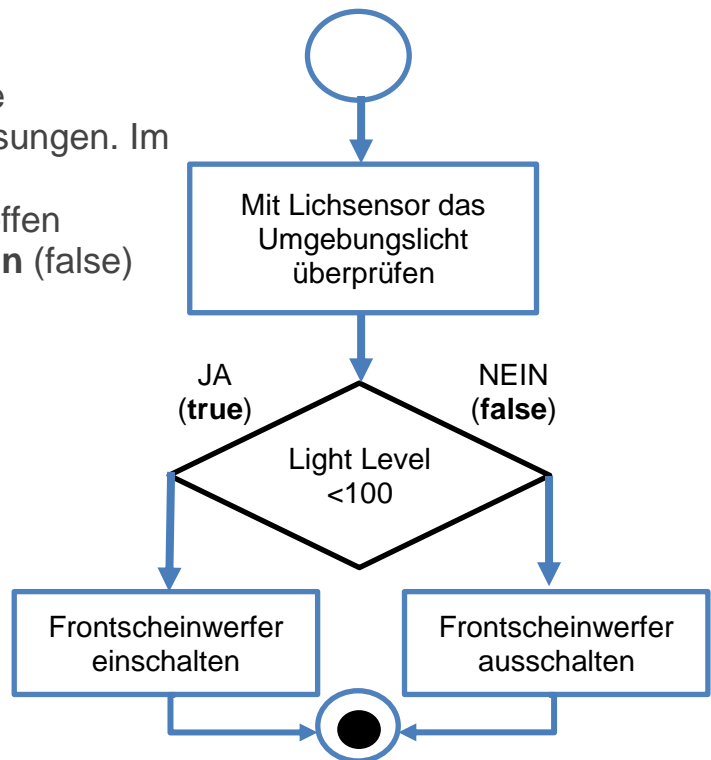 e
sungen. Im
ffen
n (false)
Mit Lichsensor das
Umgebungslicht
überprüfen
JA
(true)
NEIN
(false)
Light Level
<100
Frontscheinwerfer
einschalten
Frontscheinwerfer
ausschalten